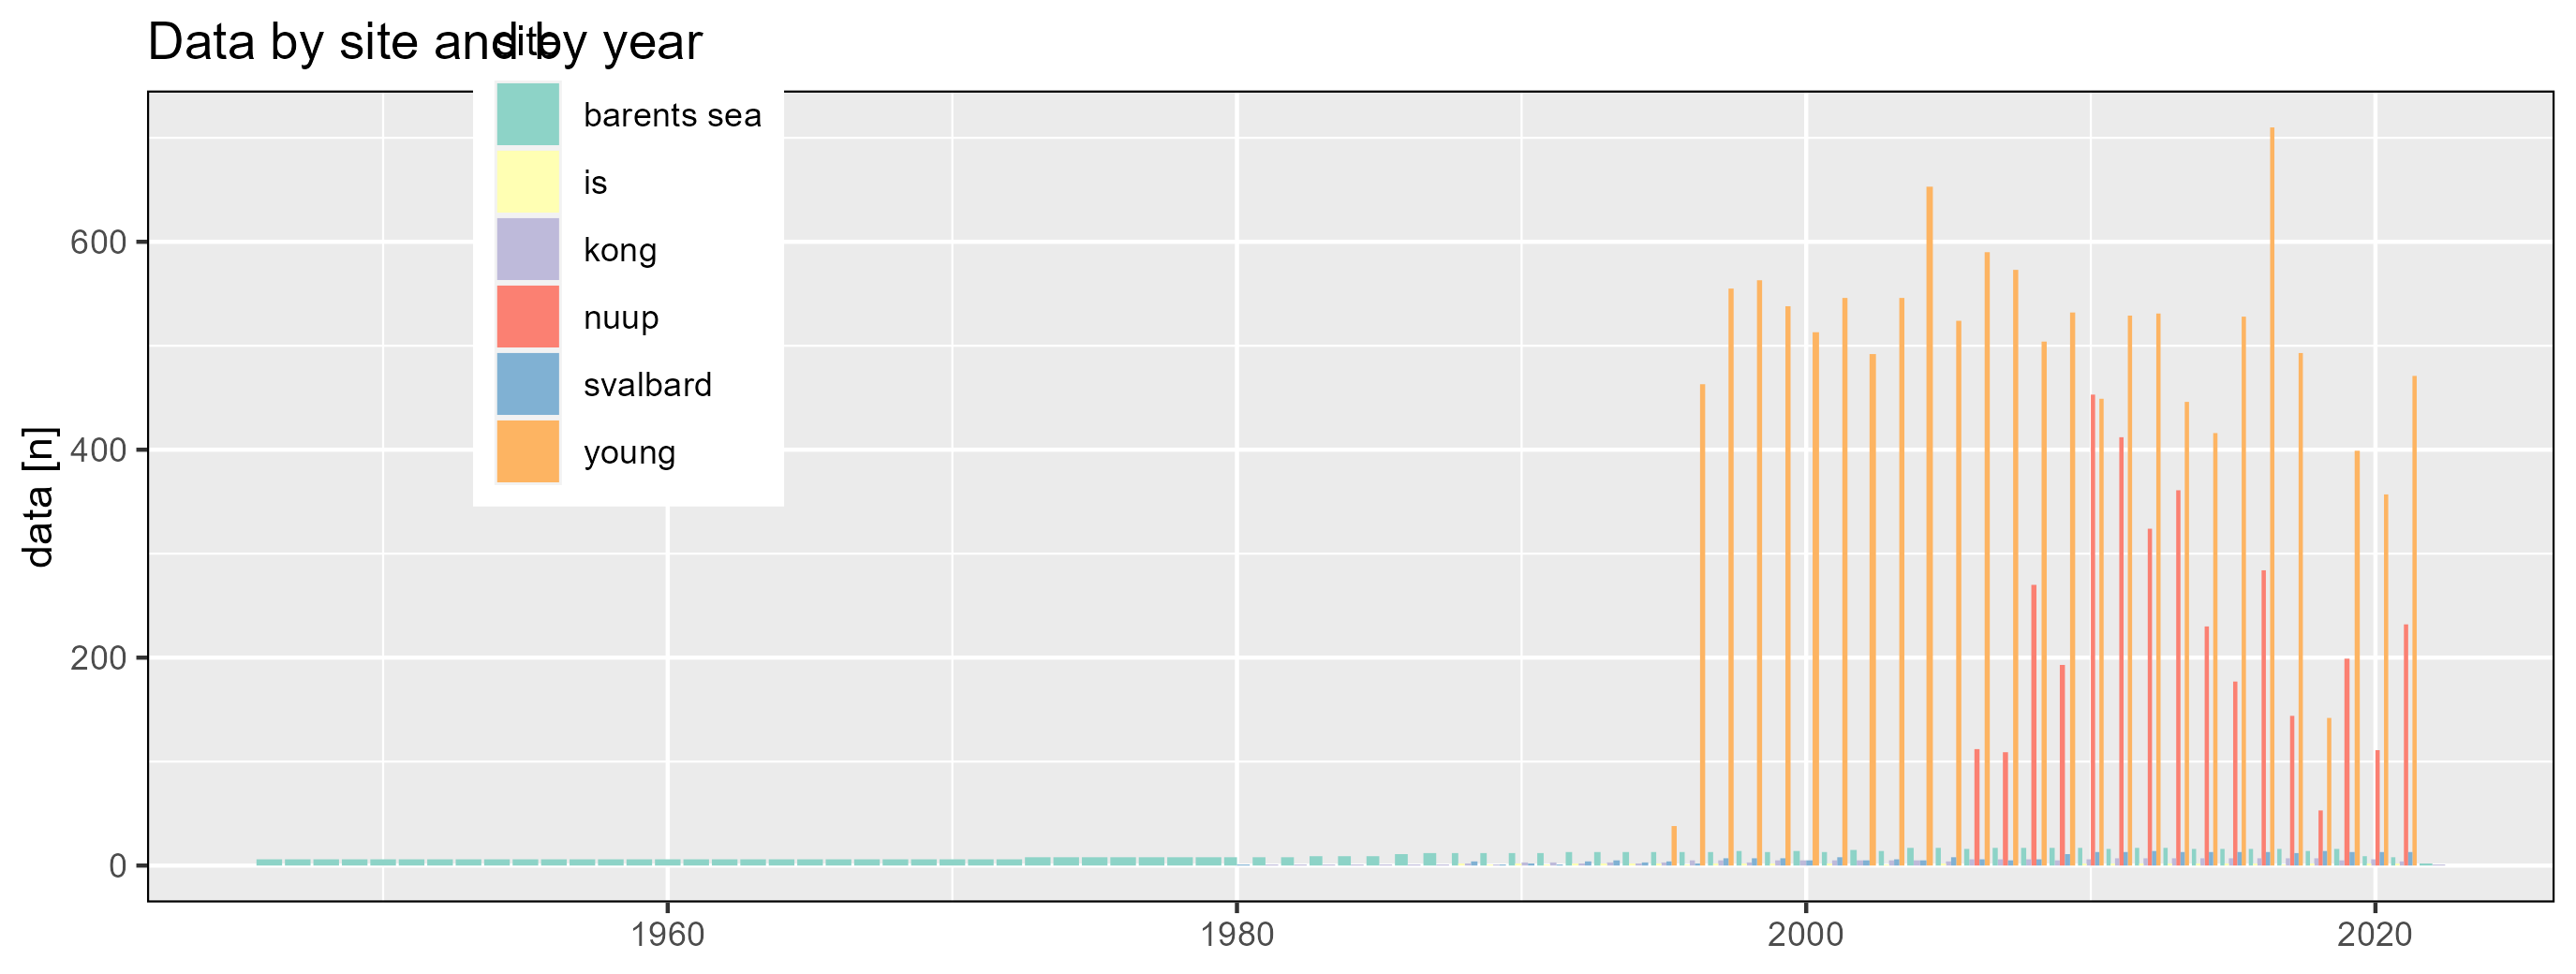 Data by site and by year
site
barents sea
is
kong
nuup
svalbard
young
data [n]
600
400
200
0
1960 1980 2000 2020